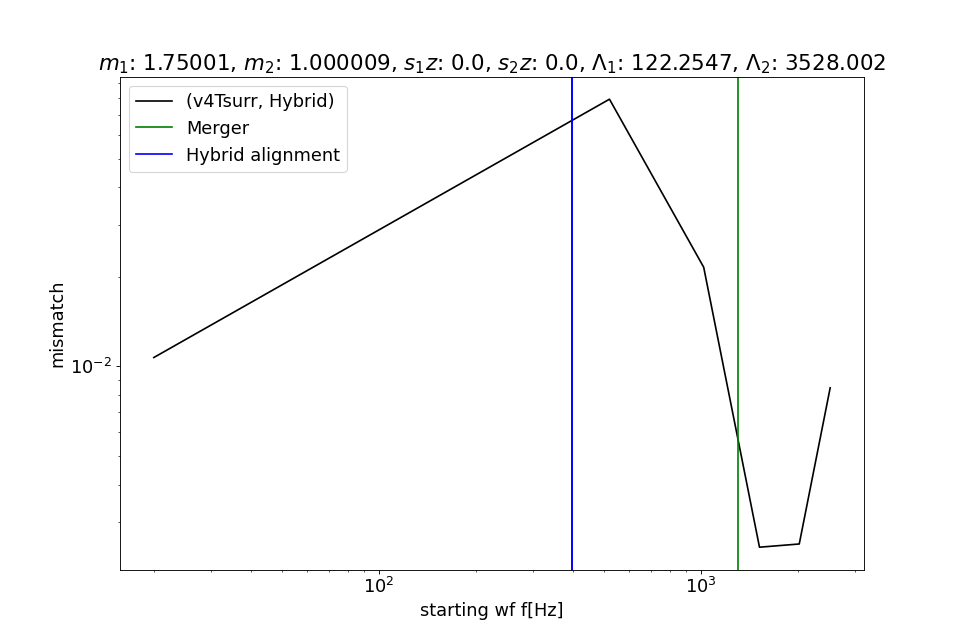 m₁: 1.75001, m₂: 1.000009, s₁z: 0.0, s₂z: 0.0, Λ₁: 122.2547, Λ₂: 3528.002
(v4Tsurr, Hybrid)
Merger
Hybrid alignment
mismatch
10⁻²
10² 10³
starting wf f[Hz]